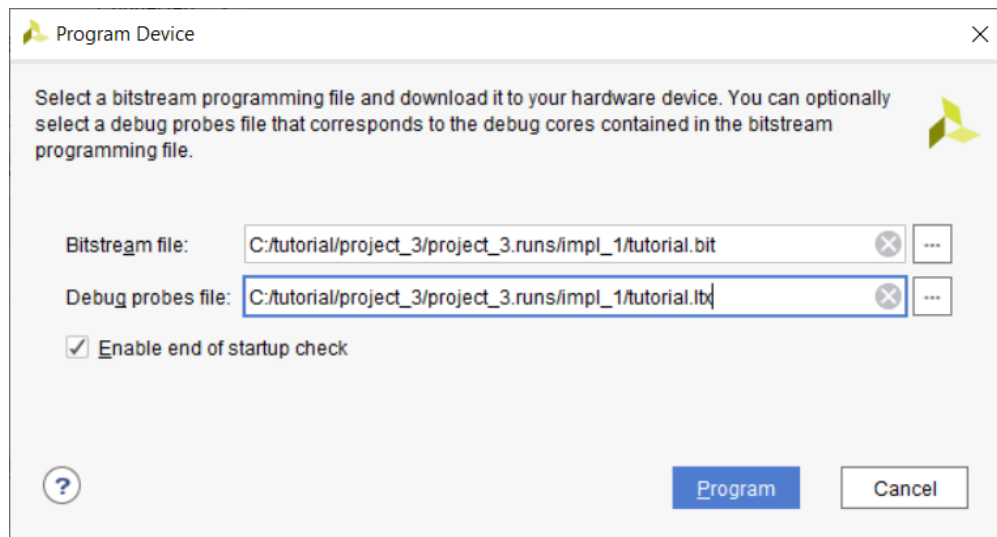 Program Device
Select a bitstream programming file and download it to your hardware device. You can optionally
select a debug probes file that corresponds to the debug cores contained in the bitstream
programming file.
Bitstream file: C:/tutorial/project_3/project_3.runs/impl_1/tutorial.bit ...
Debug probes file: C:/tutorial/project_3/project_3.runs/impl_1/tutorial.ltx ...
Enable end of startup check
? Program Cancel